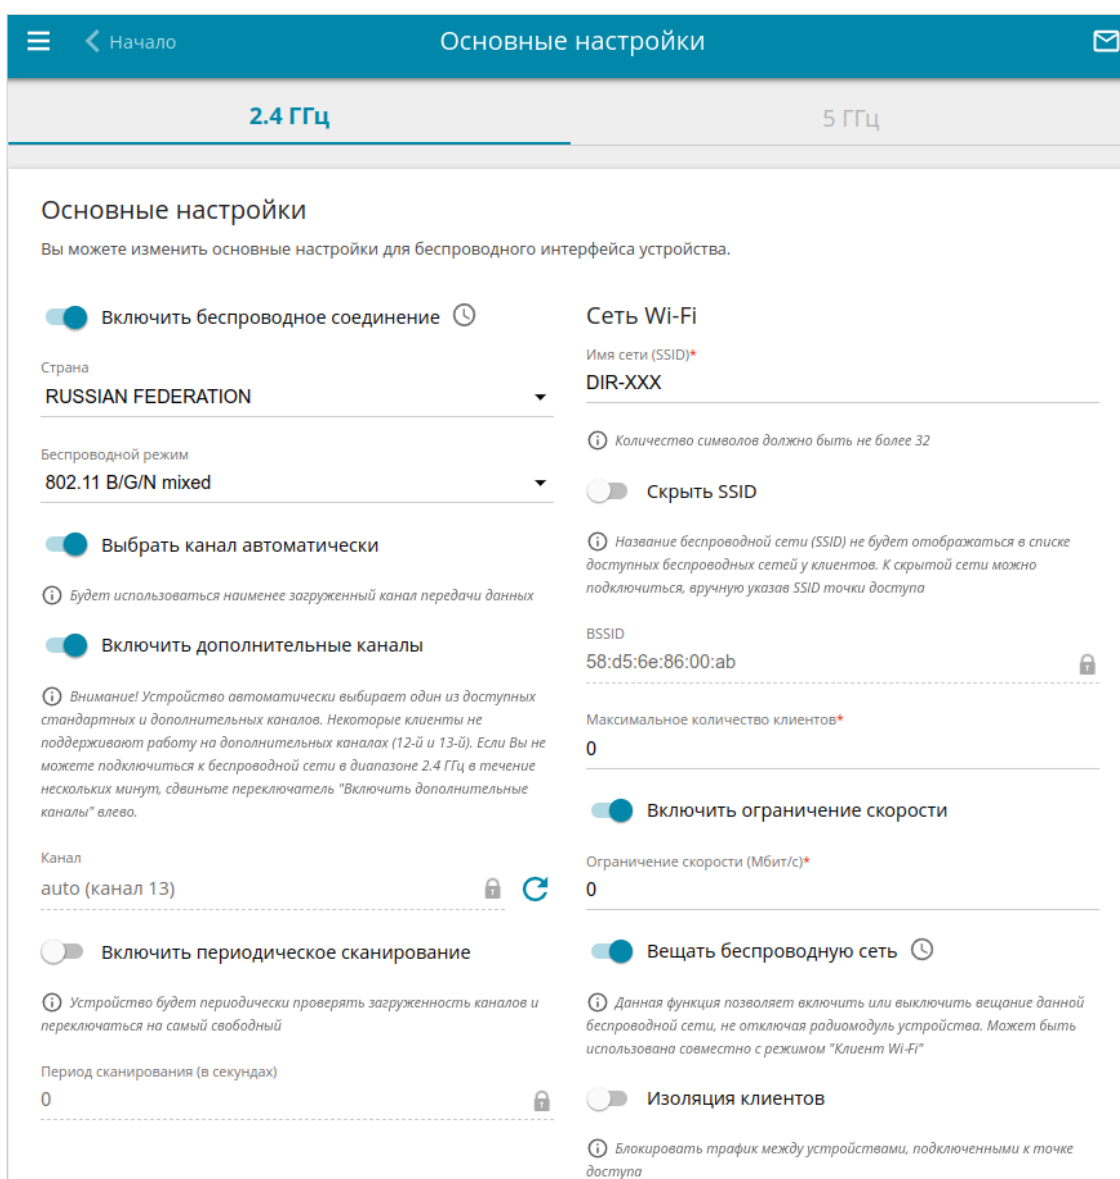 Начало
Основные настройки
2.4 ГГц
5 ГГц
Основные настройки
Вы можете изменить основные настройки для беспроводного интерфейса устройства.
Включить беспроводное соединение
Страна
RUSSIAN FEDERATION
Беспроводной режим
802.11 B/G/N mixed
Выбрать канал автоматически
Будет использоваться наименее загруженный канал передачи данных
Включить дополнительные каналы
Внимание! Устройство автоматически выбирает один из доступных
стандартных и дополнительных каналов. Некоторые клиенты не
поддерживают работу на дополнительных каналах (12-й и 13-й). Если Вы не
можете подключиться к беспроводной сети в диапазоне 2.4 ГГц в течение
нескольких минут, сдвиньте переключатель "Включить дополнительные
каналы" влево.
Канал
auto (канал 13)
Включить периодическое сканирование
Устройство будет периодически проверять загруженность каналов и
переключаться на самый свободный
Период сканирования (в секундах)
0
Сеть Wi-Fi
Имя сети (SSID)*
DIR-XXX
Количество символов должно быть не более 32
Скрыть SSID
Название беспроводной сети (SSID) не будет отображаться в списке
доступных беспроводных сетей у клиентов. К скрытой сети можно
подключиться, вручную указав SSID точки доступа
BSSID
58:d5:6e:86:00:ab
Максимальное количество клиентов*
0
Включить ограничение скорости
Ограничение скорости (Мбит/с)*
0
Вещать беспроводную сеть
Данная функция позволяет включить или выключить вещание данной
беспроводной сети, не отключая радиомодуль устройства. Может быть
использована совместно с режимом "Клиент Wi-Fi"
Изоляция клиентов
Блокировать трафик между устройствами, подключенными к точке
доступа